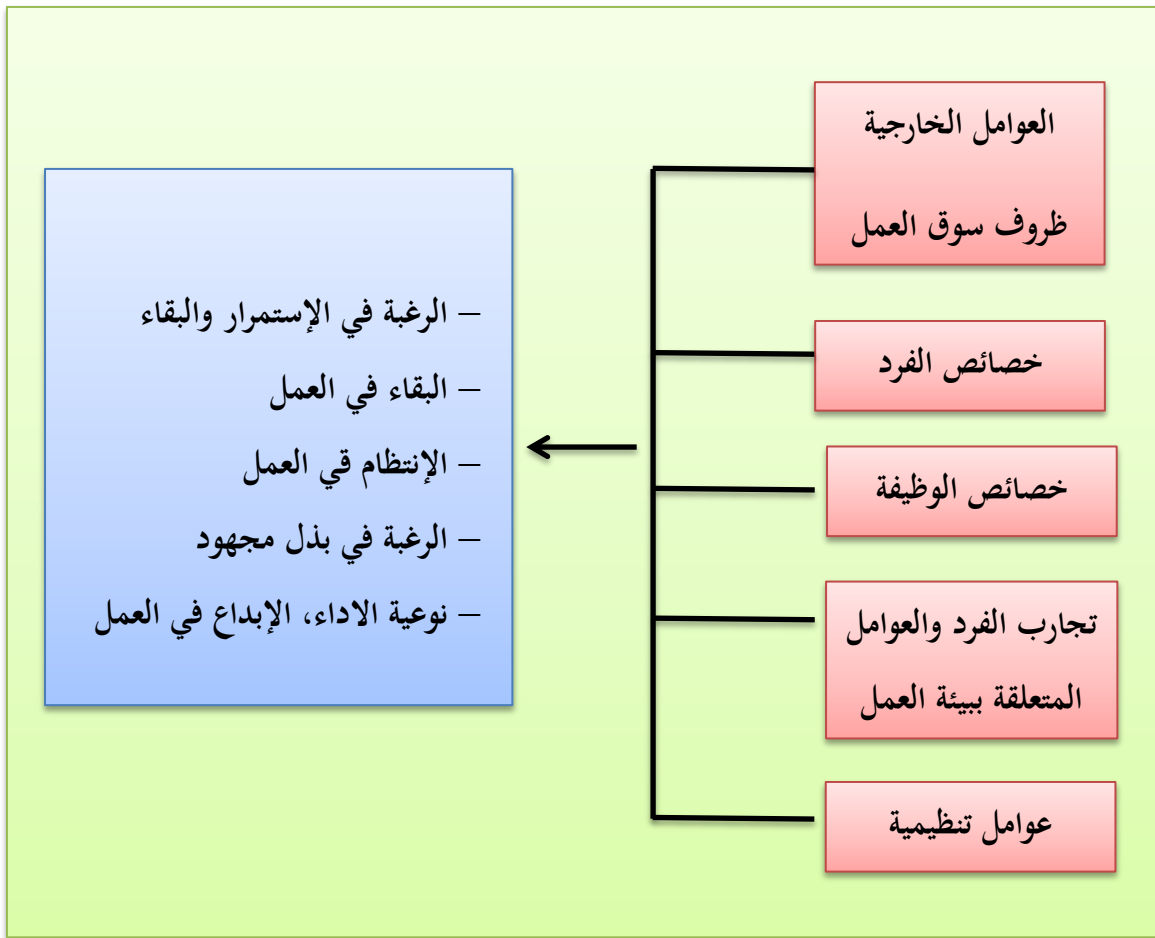 العوامل الخارجية
ظروف سوق العمل
خصائص الفرد
خصائص الوظيفة
تجارب الفرد والعوامل
المتعلقة ببيئة العمل
عوامل تنظيمية
– الرغبة في الإستمرار والبقاء
– البقاء في العمل
– الإنتظام قي العمل
– الرغبة في بذل مجهود
– نوعية الاداء، الإبداع في العمل